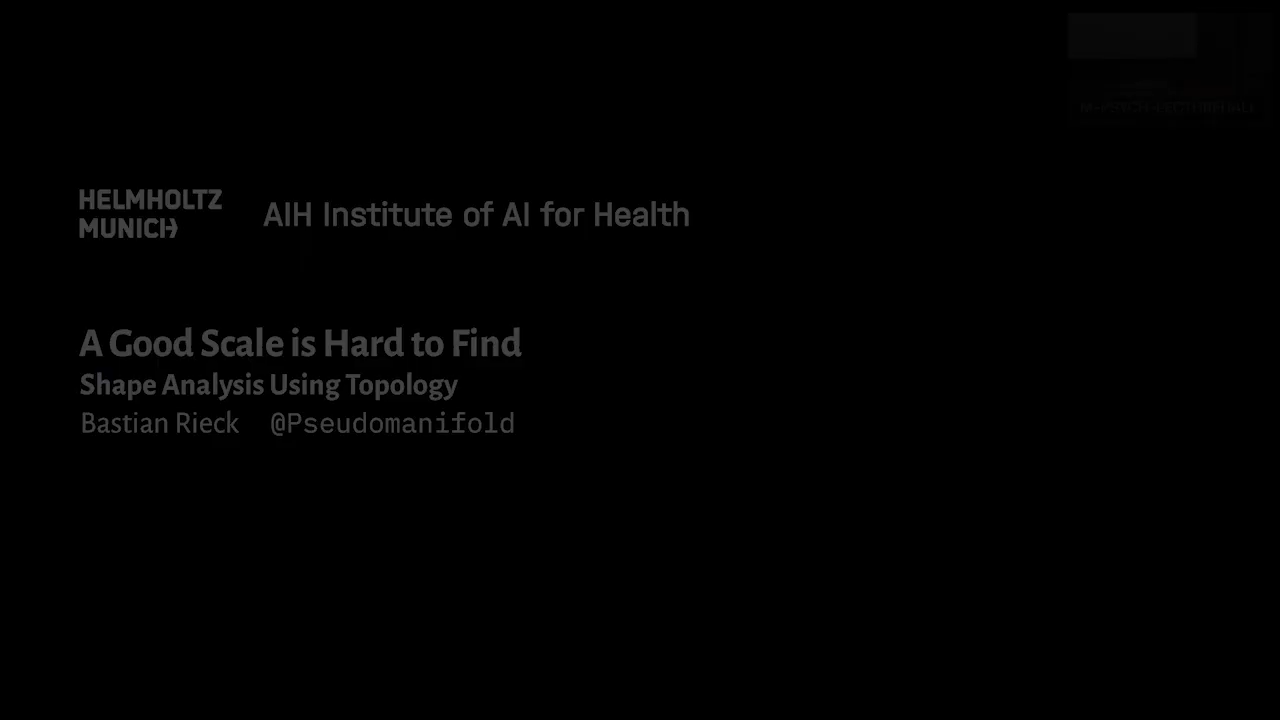 HELMHOLTZ
MUNICH
AIH Institute of AI for Health
A Good Scale is Hard to Find
Shape Analysis Using Topology
Bastian Rieck @Pseudomanifold